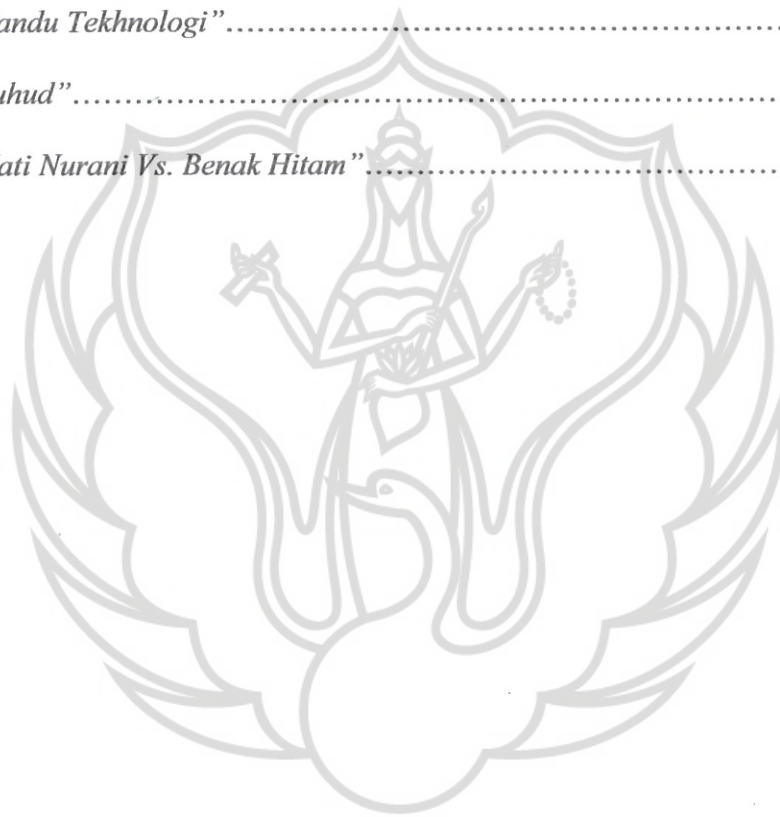 andu Tekhnologi”........................................................................
uhud”........................................................................
ati Nurani Vs. Benak Hitam”........................................................................